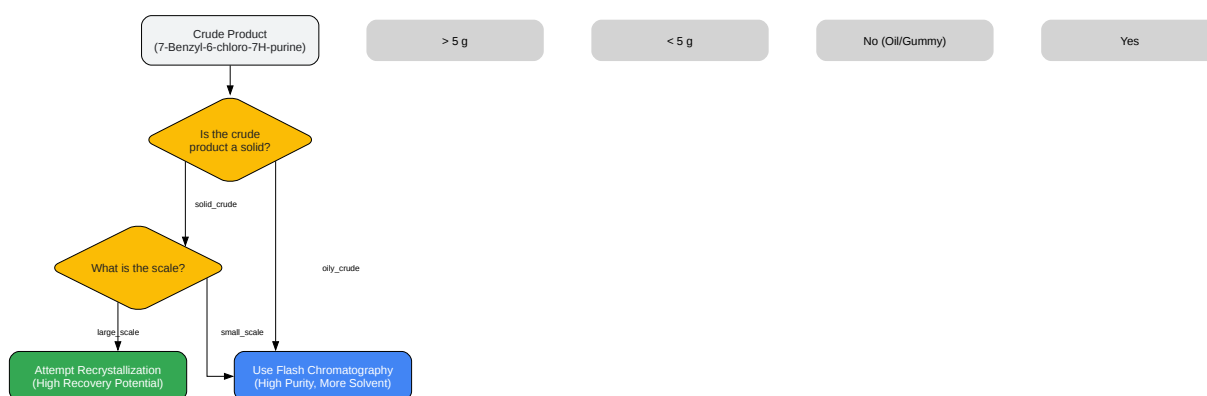 Crude Product
(7-Benzyl-6-chloro-7H-purine)
> 5 g
< 5 g
No (Oil/Gummy)
Yes
Is the crude
product a solid?
solid_crude
What is the scale?
oily_crude
large_scale
small_scale
Attempt Recrystallization
(High Recovery Potential)
Use Flash Chromatography
(High Purity, More Solvent)